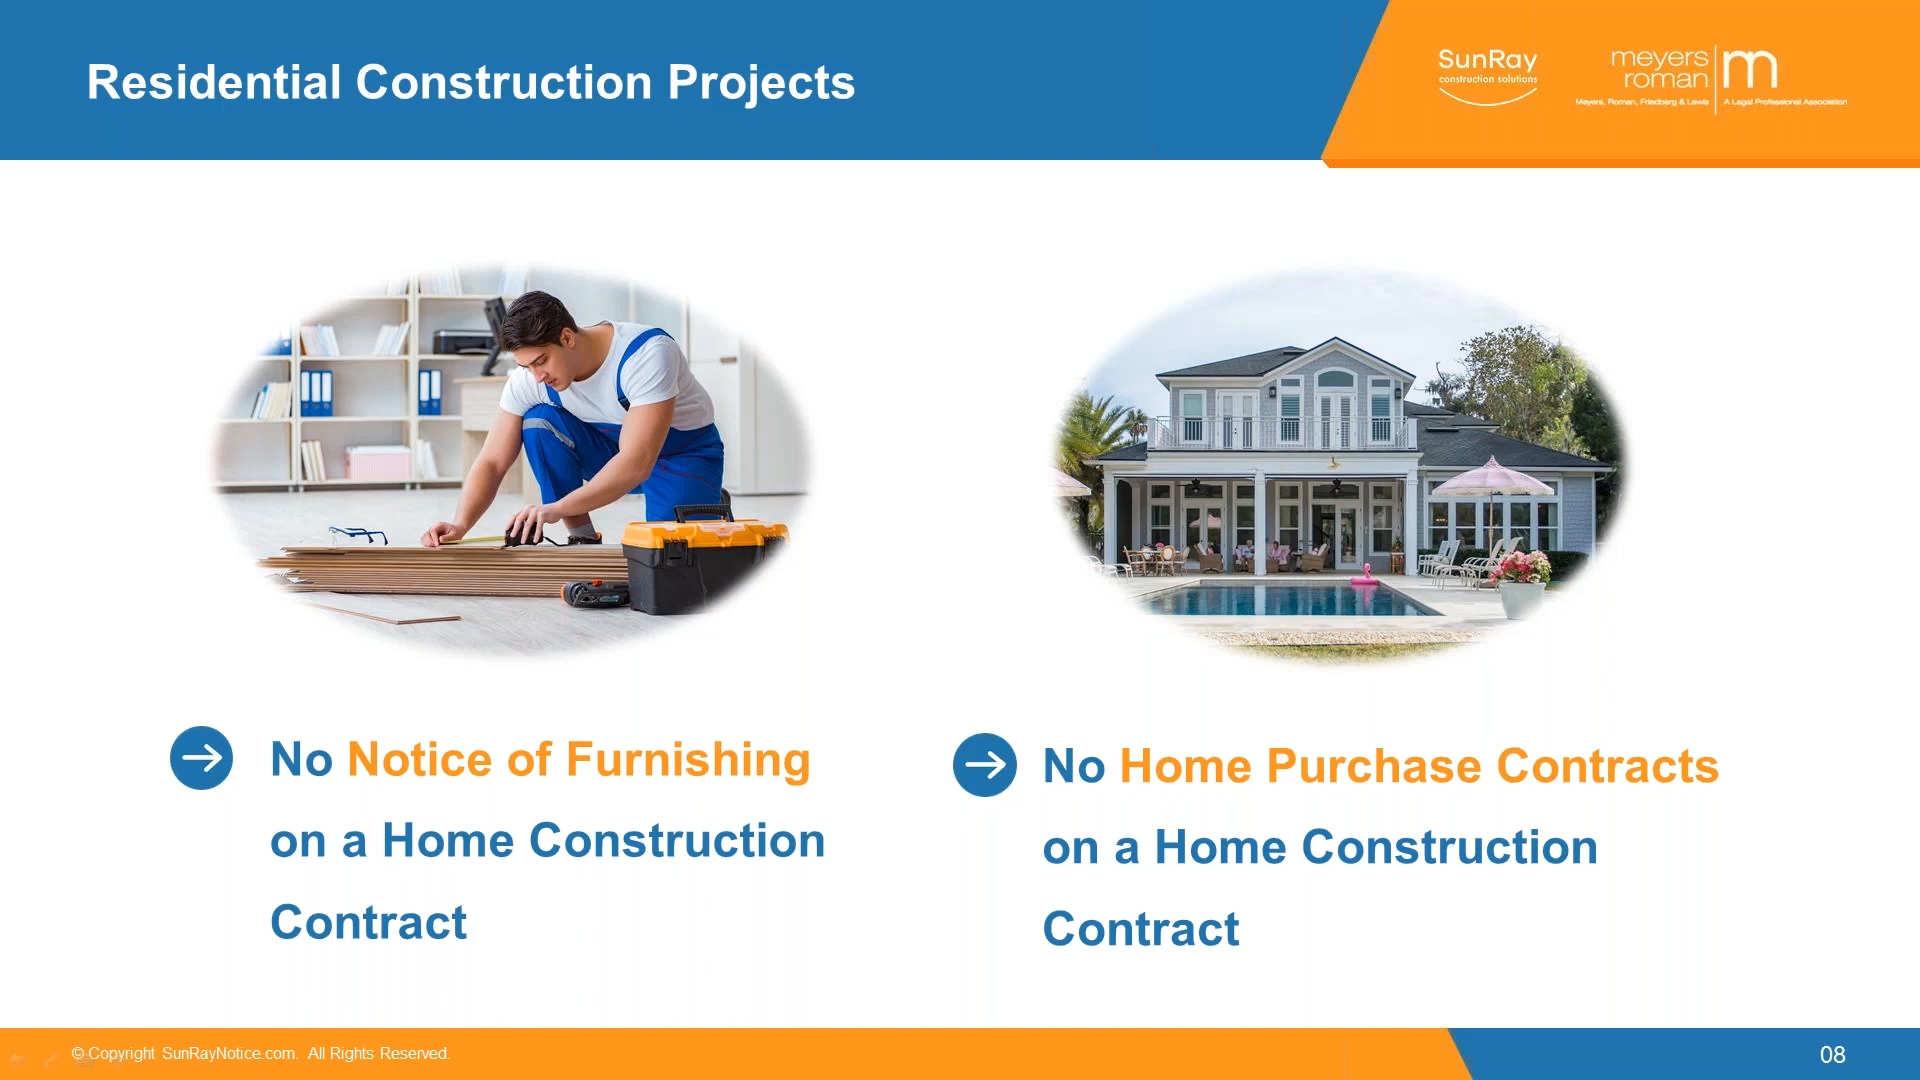 Residential Construction Projects
SunRay
construction solutions
meyers
roman
m
Meyers, Roman, Friedberg & Lewis
A Legal Professional Association
No Notice of Furnishing
on a Home Construction
Contract
No Home Purchase Contracts
on a Home Construction
Contract
© Copyright SunRayNotice.com. All Rights Reserved.
08